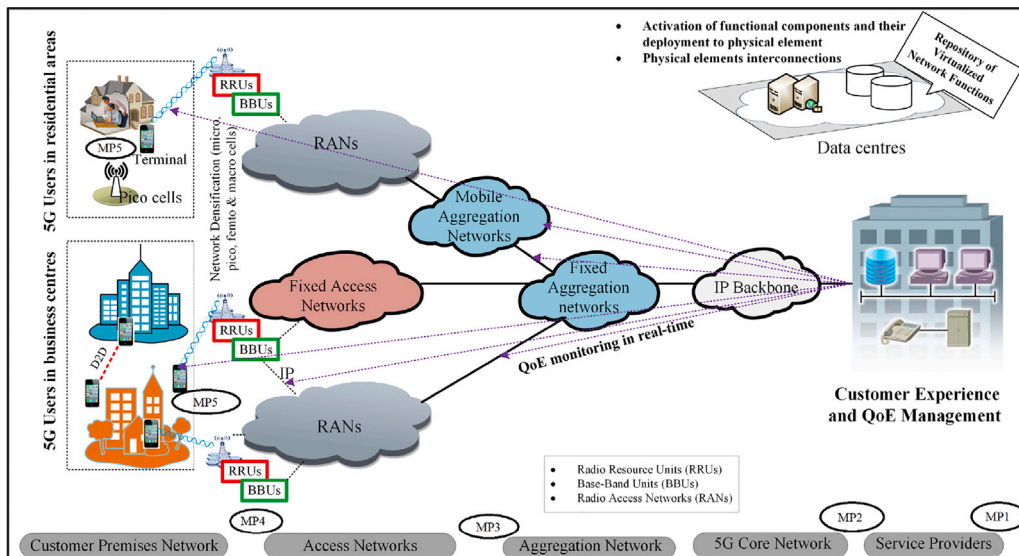 • Activation of functional components and their
deployment to physical element
• Physical elements interconnections
Repository of
Virtualized
Network Functions
Data centres
5G Users in residential areas
MP5
Terminal
Pico cells
RRUs
BBUs
Network Densification (micro,
pico, femto & macro cells)
RANs
Mobile
Aggregation
Networks
Fixed Access
Networks
Fixed
Aggregation
networks
IP Backbone
5G Users in business centres
D2D
MP5
RRUs
BBUs
IP
QoE monitoring in real-time
Customer Experience
and QoE Management
RANs
RRUs
BBUs
• Radio Resource Units (RRUs)
• Base-Band Units (BBUs)
• Radio Access Networks (RANs)
MP4
MP3
MP2
MP1
Customer Premises Network
Access Networks
Aggregation Network
5G Core Network
Service Providers